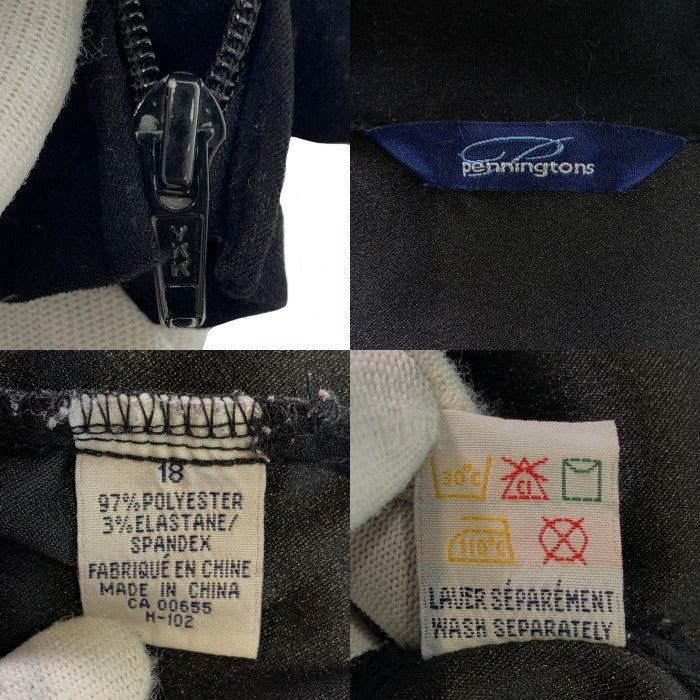 YKK
penningtons
18
97% POLYESTER
3% ELASTANE/
SPANDEX
FABRIQUÉ EN CHINE
MADE IN CHINA
CA 00655
H-102
30°C
Cl
110°C
LAVER SÉPARÉMENT
WASH SEPARATELY